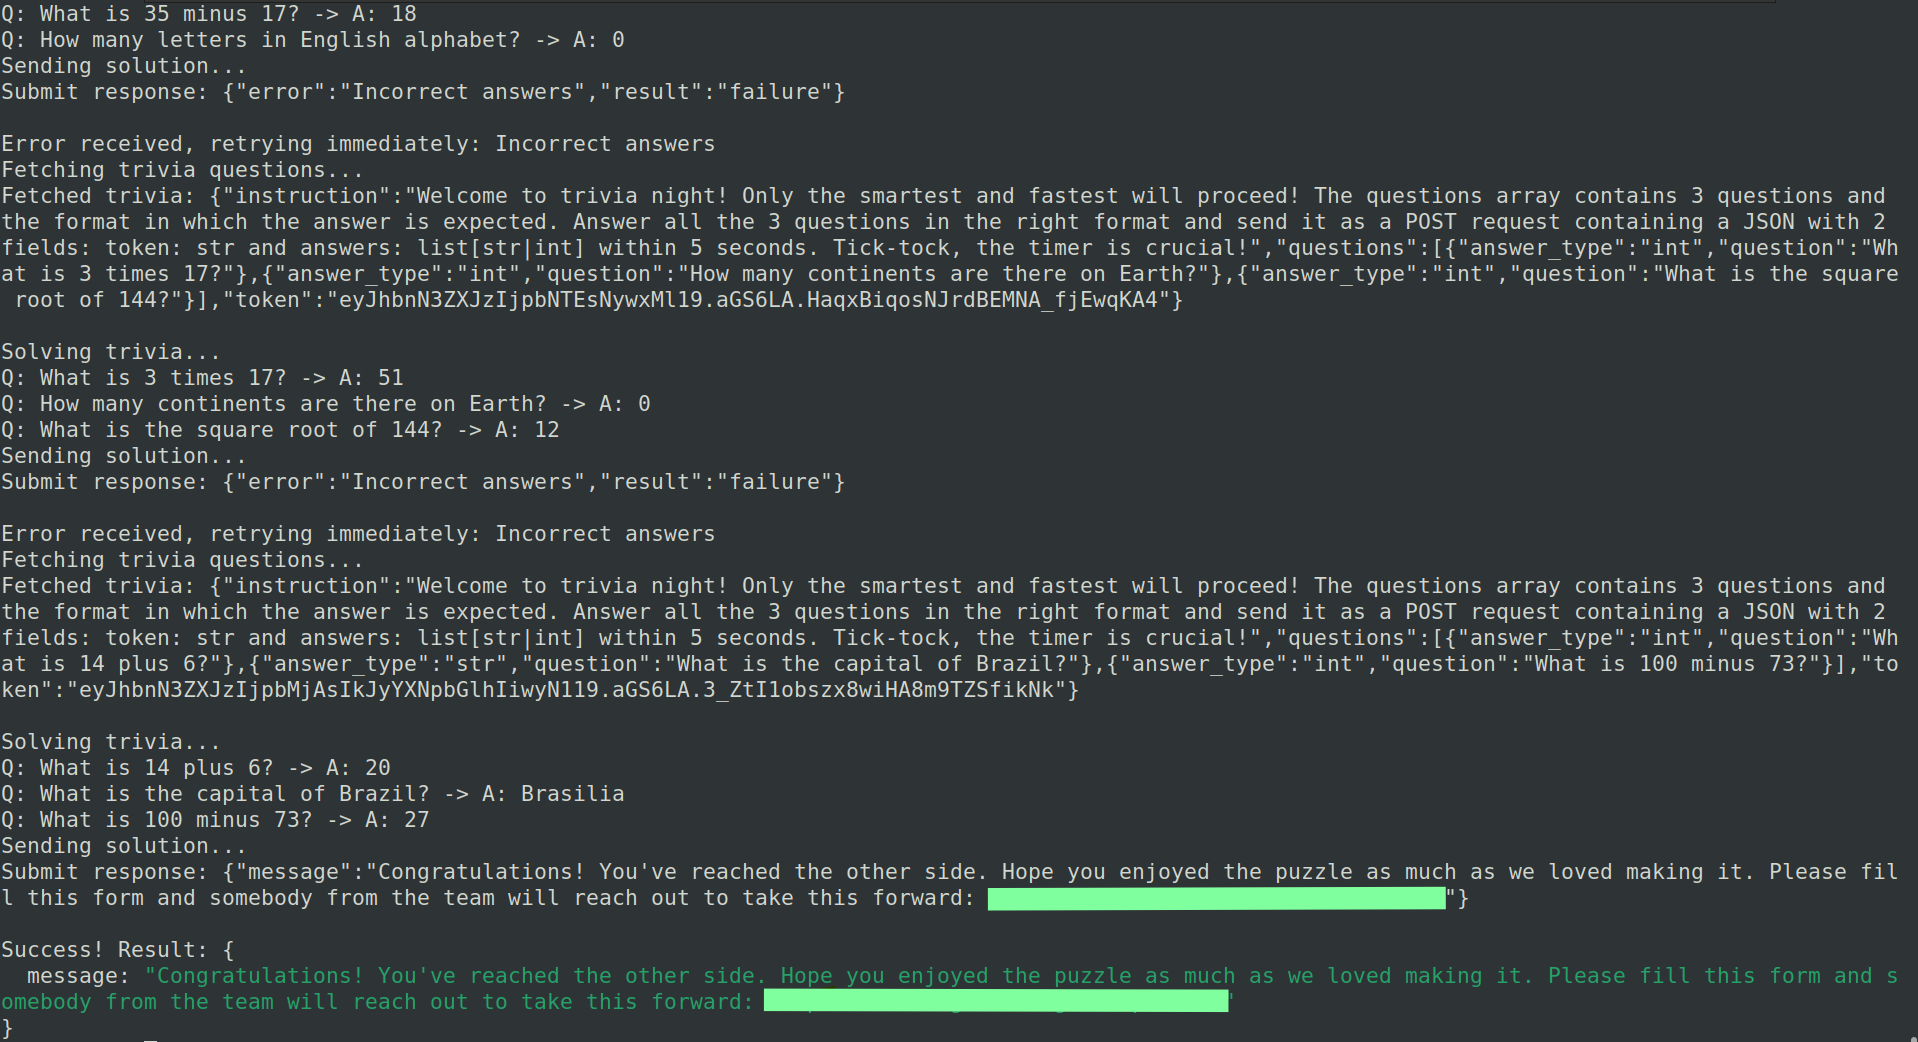 Q: What is 35 minus 17? -> A: 18
Q: How many letters in English alphabet? -> A: 0
Sending solution...
Submit response: {"error":"Incorrect answers","result":"failure"}

Error received, retrying immediately: Incorrect answers
Fetching trivia questions...
Fetched trivia: {"instruction":"Welcome to trivia night! Only the smartest and fastest will proceed! The questions array contains 3 questions and
the format in which the answer is expected. Answer all the 3 questions in the right format and send it as a POST request containing a JSON with 2
fields: token: str and answers: list[str|int] within 5 seconds. Tick-tock, the timer is crucial!","questions":[{"answer_type":"int","question":"Wh
at is 3 times 17?"},{"answer_type":"int","question":"How many continents are there on Earth?"},{"answer_type":"int","question":"What is the square
 root of 144?"}],"token":"eyJhbnN3ZXJzIjpbNTEsNywxMl19.aGS6LA.HaqxBiqosNJrdBEMNA_fjEwqKA4"}

Solving trivia...
Q: What is 3 times 17? -> A: 51
Q: How many continents are there on Earth? -> A: 0
Q: What is the square root of 144? -> A: 12
Sending solution...
Submit response: {"error":"Incorrect answers","result":"failure"}

Error received, retrying immediately: Incorrect answers
Fetching trivia questions...
Fetched trivia: {"instruction":"Welcome to trivia night! Only the smartest and fastest will proceed! The questions array contains 3 questions and
the format in which the answer is expected. Answer all the 3 questions in the right format and send it as a POST request containing a JSON with 2
fields: token: str and answers: list[str|int] within 5 seconds. Tick-tock, the timer is crucial!","questions":[{"answer_type":"int","question":"Wh
at is 14 plus 6?"},{"answer_type":"str","question":"What is the capital of Brazil?"},{"answer_type":"int","question":"What is 100 minus 73?"}],"to
ken":"eyJhbnN3ZXJzIjpbMjAsIkJyYXNpbGlhIiwyN119.aGS6LA.3_ZtI1obszx8wiHA8m9TZSfikNk"}

Solving trivia...
Q: What is 14 plus 6? -> A: 20
Q: What is the capital of Brazil? -> A: Brasilia
Q: What is 100 minus 73? -> A: 27
Sending solution...
Submit response: {"message":"Congratulations! You've reached the other side. Hope you enjoyed the puzzle as much as we loved making it. Please fil
l this form and somebody from the team will reach out to take this forward: "}

Success! Result: {
  message: "Congratulations! You've reached the other side. Hope you enjoyed the puzzle as much as we loved making it. Please fill this form and s
omebody from the team will reach out to take this forward: "
}